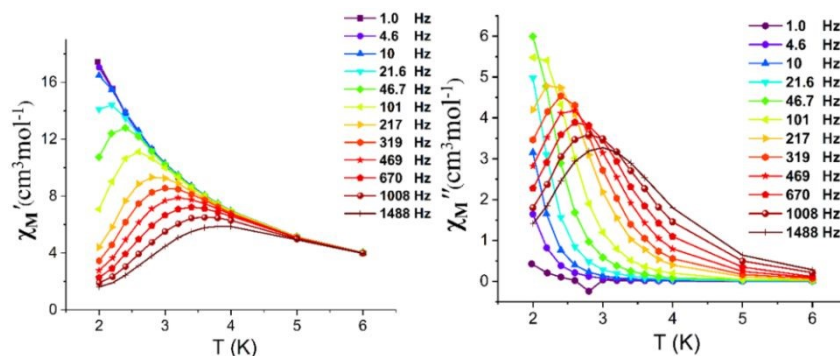 χM′(cm³mol⁻¹)
16
12
8
4
0
2 3 4 5 6
T (K)
1.0 Hz
4.6 Hz
10 Hz
21.6 Hz
46.7 Hz
101 Hz
217 Hz
319 Hz
469 Hz
670 Hz
1008 Hz
1488 Hz
χM″(cm³mol⁻¹)
6
5
4
3
2
1
0
2 3 4 5 6
T (K)
1.0 Hz
4.6 Hz
10 Hz
21.6 Hz
46.7 Hz
101 Hz
217 Hz
319 Hz
469 Hz
670 Hz
1008 Hz
1488 Hz